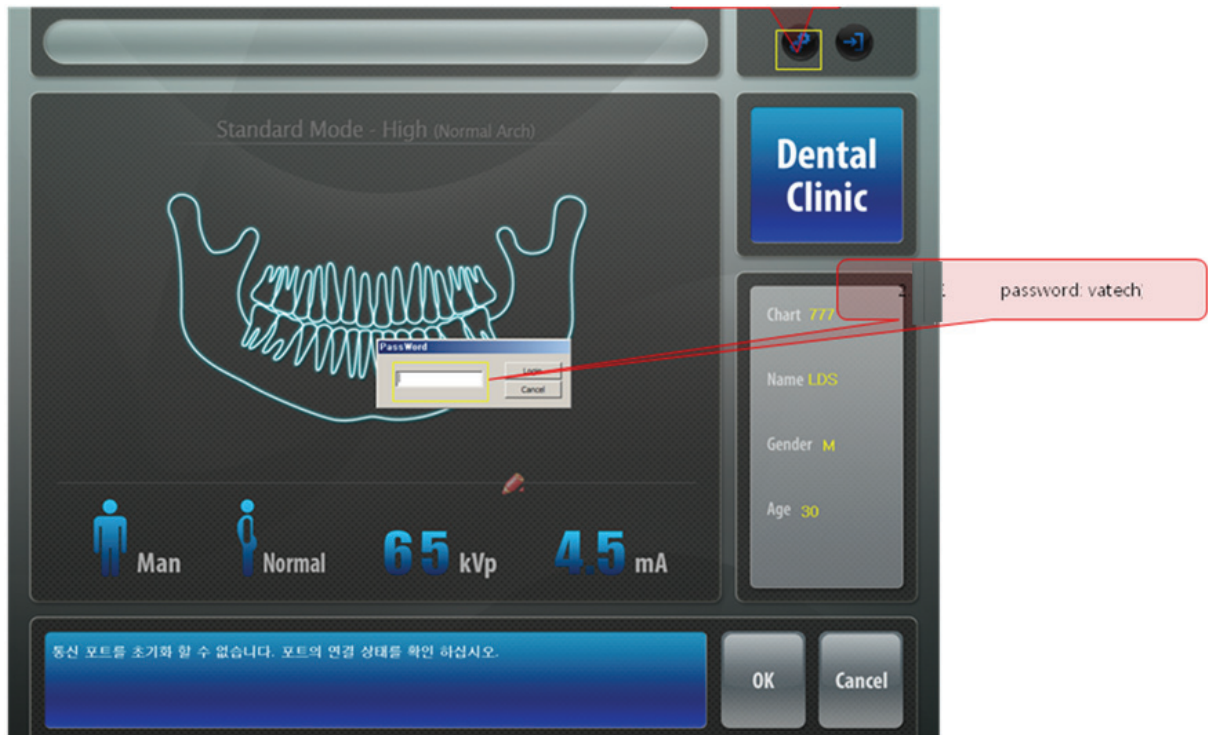 Standard Mode - High (Normal Arch)
Dental
Clinic
password: vatech
Chart 777
PassWord
Login
Cancel
Name LDS
Gender M
Age 30
Man
Normal
65 kVp
4.5 mA
통신 포트를 초기화 할 수 없습니다. 포트의 연결 상태를 확인 하십시오.
OK
Cancel